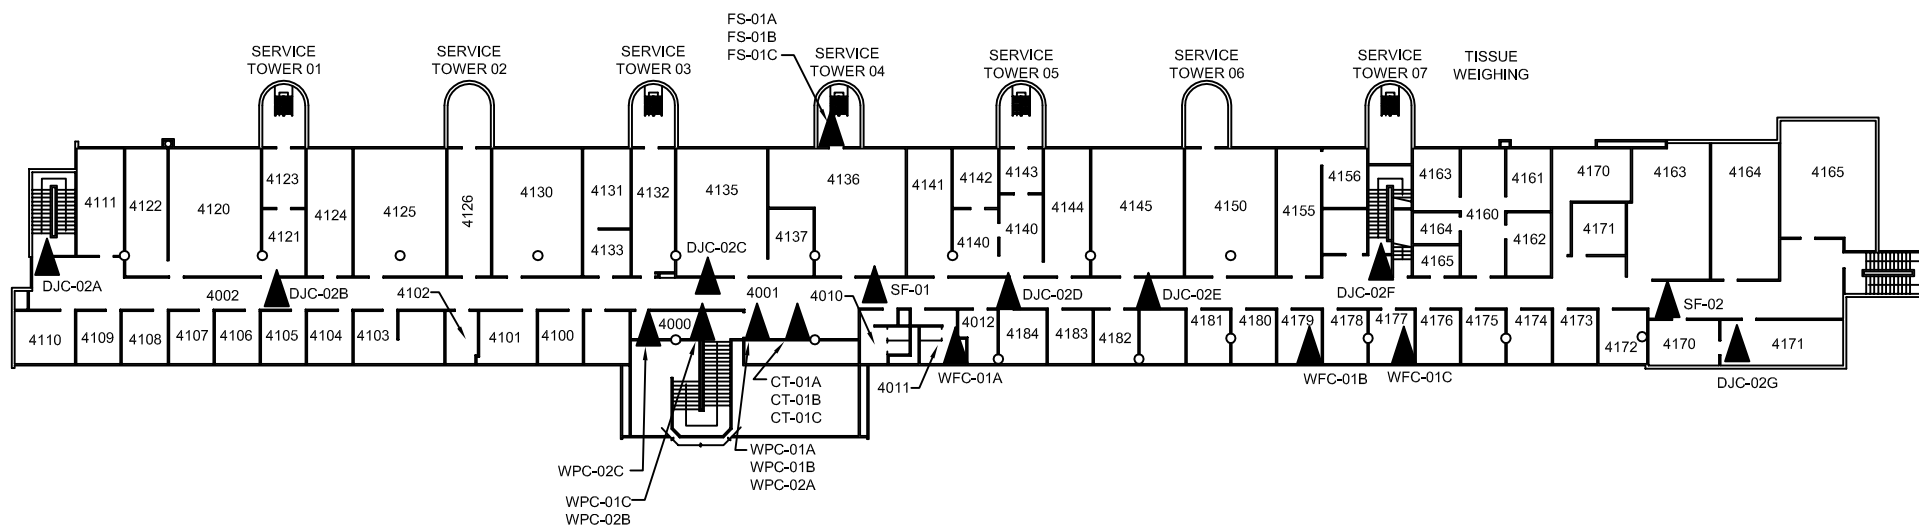 FS-01A
FS-01B
FS-01C
SERVICE
TOWER 01
SERVICE
TOWER 02
SERVICE
TOWER 03
SERVICE
TOWER 04
SERVICE
TOWER 05
SERVICE
TOWER 06
SERVICE
TOWER 07
TISSUE
WEIGHING
4111
4122
4120
4123
4121
4124
4125
4126
4130
4131
4133
4132
4135
4136
4137
4141
4142
4140
4143
4140
4144
4145
4150
4155
4156
4163
4164
4165
4160
4161
4162
4170
4171
4163
4164
4165
DJC-02A
4002
DJC-02B
4102
DJC-02C
4001
4010
SF-01
DJC-02D
DJC-02E
DJC-02F
SF-02
4110
4109
4108
4107
4106
4105
4104
4103
4101
4100
4000
4012
4184
4183
4182
4181
4180
4179
4178
4177
4176
4175
4174
4173
4172
4170
4171
4011
WFC-01A
WFC-01B
WFC-01C
DJC-02G
CT-01A
CT-01B
CT-01C
WPC-02C
WPC-01A
WPC-01B
WPC-02A
WPC-01C
WPC-02B